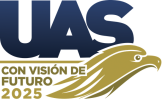 UAS
CON VISIÓN DE
FUTURO
2025